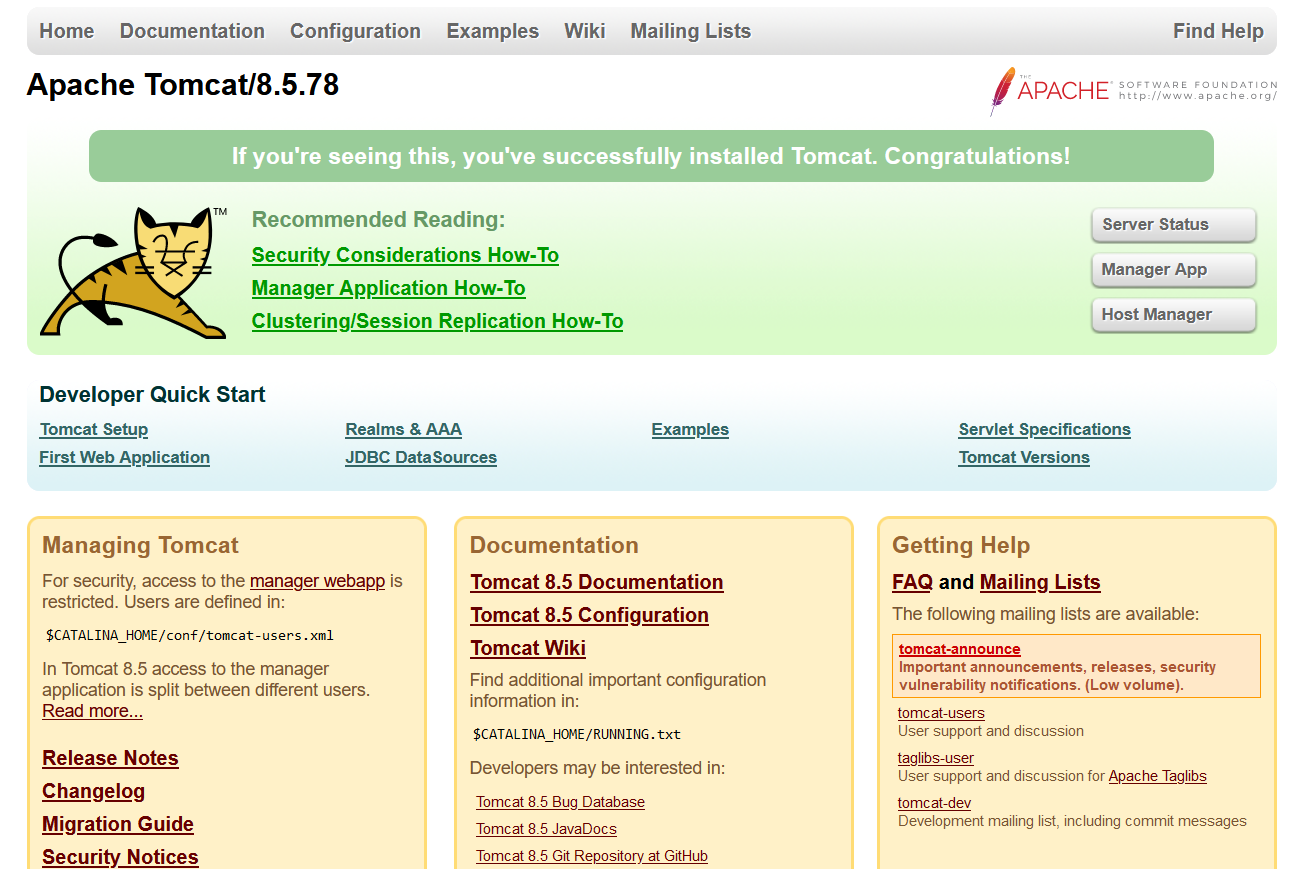 Home Documentation Configuration Examples Wiki Mailing Lists Find Help
Apache Tomcat/8.5.78
THE APACHE® SOFTWARE FOUNDATION
http://www.apache.org/
If you're seeing this, you've successfully installed Tomcat. Congratulations!
TM
Recommended Reading:
Security Considerations How-To
Manager Application How-To
Clustering/Session Replication How-To
Server Status
Manager App
Host Manager
Developer Quick Start
Tomcat Setup
First Web Application
Realms & AAA
JDBC DataSources
Examples
Servlet Specifications
Tomcat Versions
Managing Tomcat
For security, access to the manager webapp is
restricted. Users are defined in:
$CATALINA_HOME/conf/tomcat-users.xml
In Tomcat 8.5 access to the manager
application is split between different users.
Read more...
Release Notes
Changelog
Migration Guide
Security Notices
Documentation
Tomcat 8.5 Documentation
Tomcat 8.5 Configuration
Tomcat Wiki
Find additional important configuration
information in:
$CATALINA_HOME/RUNNING.txt
Developers may be interested in:
Tomcat 8.5 Bug Database
Tomcat 8.5 JavaDocs
Tomcat 8.5 Git Repository at GitHub
Getting Help
FAQ and Mailing Lists
The following mailing lists are available:
tomcat-announce
Important announcements, releases, security
vulnerability notifications. (Low volume).
tomcat-users
User support and discussion
taglibs-user
User support and discussion for Apache Taglibs
tomcat-dev
Development mailing list, including commit messages